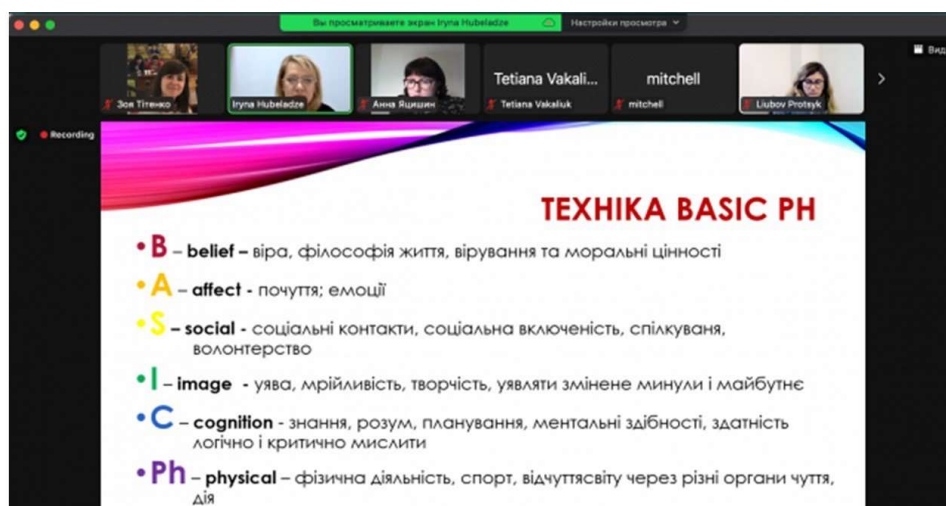 Вы просматриваете экран Iryna Hubeladze
Настройки просмотра
Вид
Зоя Тітенко
Iryna Hubeladze
Анна Яцишин
Tetiana Vakali...
Tetiana Vakaliuk
mitchell
mitchell
Liubov Protsyk
Recording
ТЕХНІКА BASIC PH
•B – belief – віра, філософія життя, вірування та моральні цінності
•A – affect - почуття; емоції
•S – social - соціальні контакти, соціальна включеність, спілкуваня,
волонтерство
•I – image - уява, мрійливість, творчість, уявляти змінене минули і майбутнє
•C – cognition - знання, розум, планування, ментальні здібності, здатність
логічно і критично мислити
•Ph – physical – фізична діяльність, спорт, відчуттясвіту через різні органи чуття,
дія